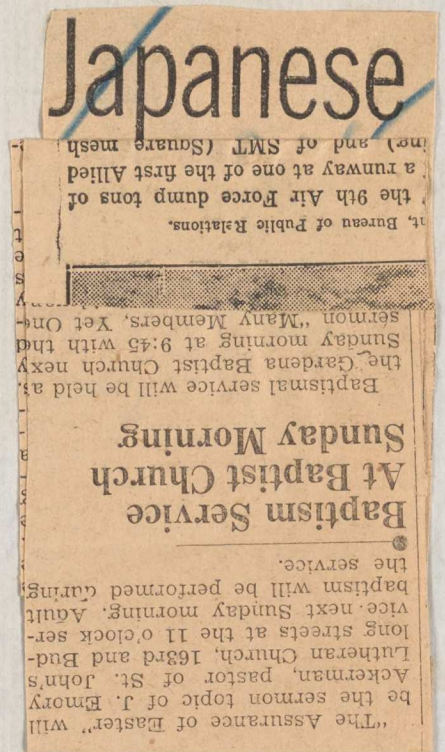 Japanese
"The Assurance of Easter" will
be the sermon topic of J. Emory
Ackerman, pastor of St. John's
Lutheran Church, 163rd and Bud-
long streets at the 11 o'clock ser-
vice next Sunday morning. Adult
baptism will be performed during
the service.
Baptism Service
At Baptist Church
Sunday Morning
Baptismal service will be held at
the Gardena Baptist Church next
Sunday morning at 9:45 with the
sermon "Many Members, Yet One
Bureau of Public Relations.
the 9th Air Force dump tons of
a runway at one of the first Allied
and of SMT (Square mesh